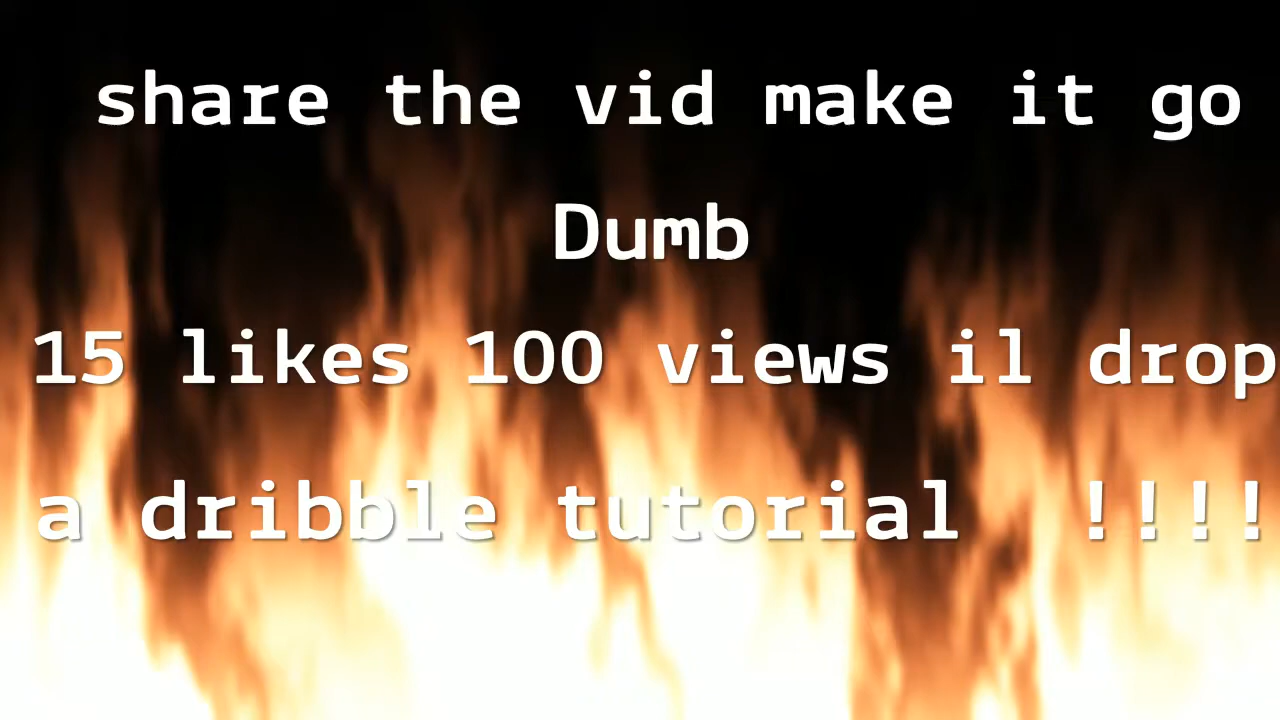 share the vid make it go
Dumb
15 likes 100 views il drop
a dribble tutorial !!!!